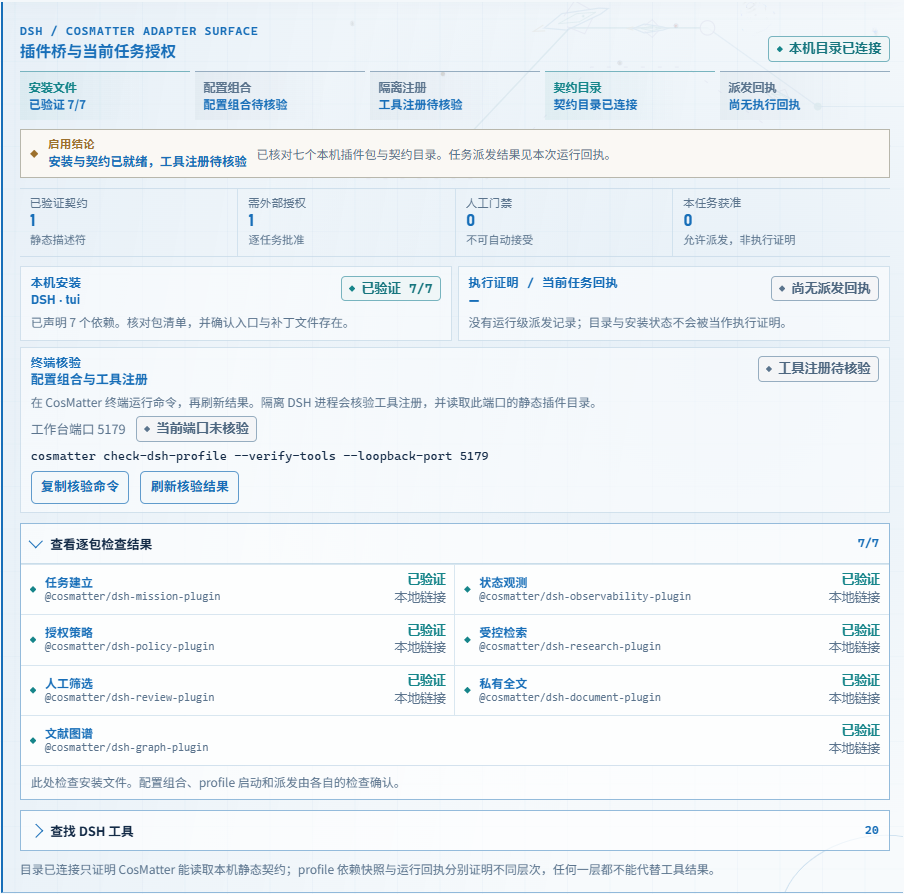 DSH / COSMATTER ADAPTER SURFACE
插件桥与当前任务授权
本机目录已连接
安装文件
已验证 7/7
配置组合
配置组合待核验
隔离注册
工具注册待核验
契约目录
契约目录已连接
派发回执
尚无执行回执
启用结论
安装与契约已就绪，工具注册待核验
已核对七个本机插件包与契约目录。任务派发结果见本次运行回执。
已验证契约
1
静态描述符
需外部授权
1
逐任务批准
人工门禁
0
不可自动接受
本任务获准
0
允许派发，非执行证明
本机安装
DSH · tui
已验证 7/7
已声明 7 个依赖。核对包清单，并确认入口与补丁文件存在。
执行证明 / 当前任务回执
—
尚无派发回执
没有运行级派发记录；目录与安装状态不会被当作执行证明。
终端核验
配置组合与工具注册
工具注册待核验
在 CosMatter 终端运行命令，再刷新结果。隔离 DSH 进程会核验工具注册，并读取此端口的静态插件目录。
工作台端口 5179
当前端口未核验
cosmatter check-dsh-profile --verify-tools --loopback-port 5179
复制核验命令
刷新核验结果
查看逐包检查结果
7/7
任务建立
@cosmatter/dsh-mission-plugin
已验证
本地链接
状态观测
@cosmatter/dsh-observability-plugin
已验证
本地链接
授权策略
@cosmatter/dsh-policy-plugin
已验证
本地链接
受控检索
@cosmatter/dsh-research-plugin
已验证
本地链接
人工筛选
@cosmatter/dsh-review-plugin
已验证
本地链接
私有全文
@cosmatter/dsh-document-plugin
已验证
本地链接
文献图谱
@cosmatter/dsh-graph-plugin
已验证
本地链接
此处检查安装文件。配置组合、profile 启动和派发由各自的检查确认。
查找 DSH 工具
20
目录已连接只证明 CosMatter 能读取本机静态契约；profile 依赖快照与运行回执分别证明不同层次，任何一层都不能代替工具结果。